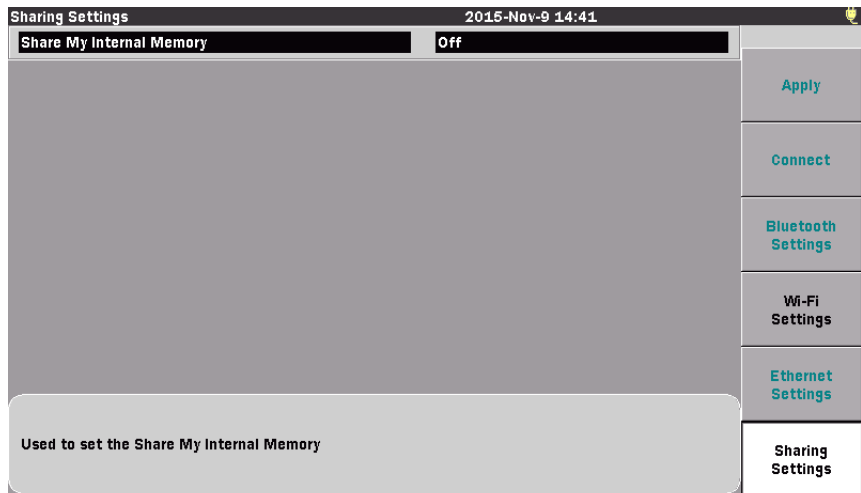 Sharing Settings 2015-Nov-9 14:41
Share My Internal Memory Off
Apply
Connect
Bluetooth
Settings
Wi-Fi
Settings
Ethernet
Settings
Used to set the Share My Internal Memory
Sharing
Settings